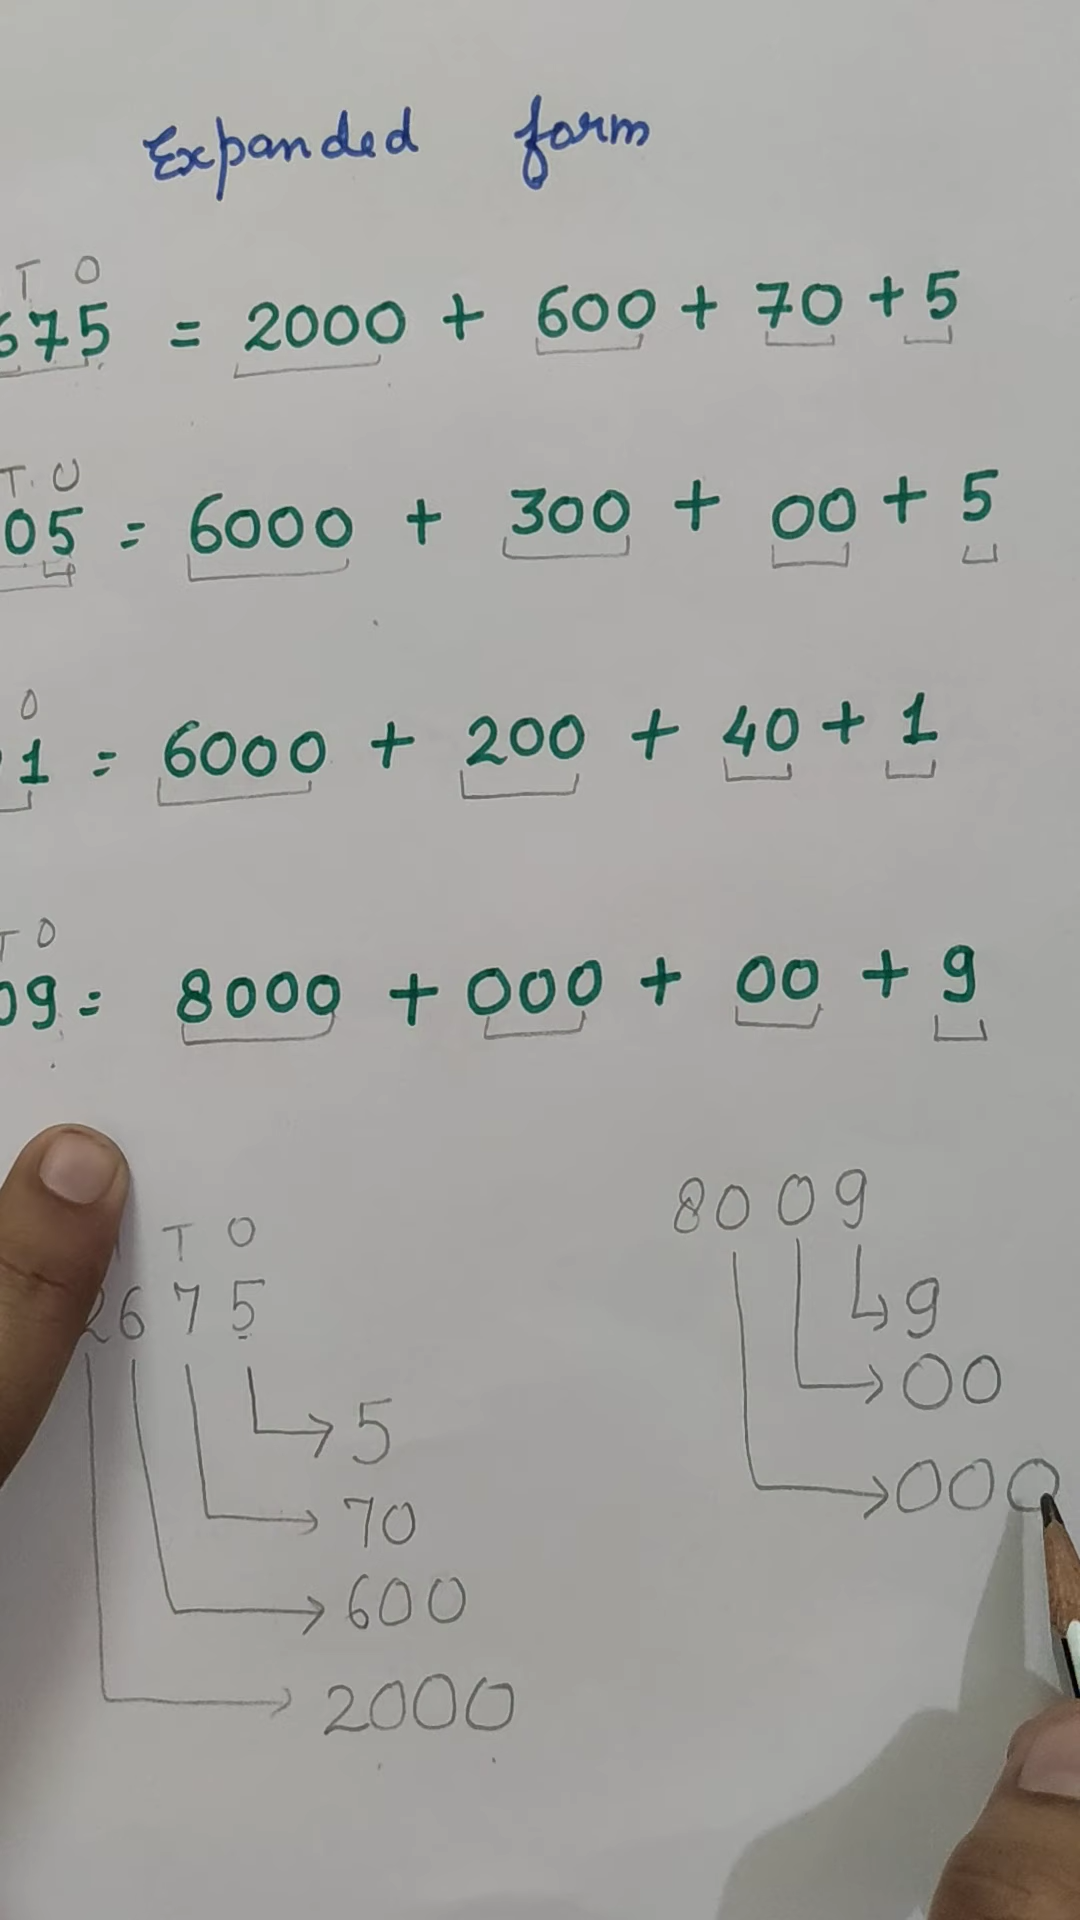 Expanded form
T O
675 = 2000 + 600 + 70 + 5
T. O
05 = 6000 + 300 + 00 + 5
O
1 = 6000 + 200 + 40 + 1
T O
09 = 8000 + 000 + 00 + 9
T O
2675
5
70
600
2000
8009
9
00
000